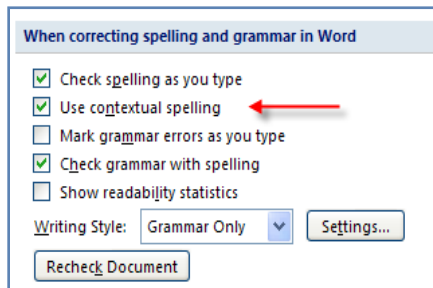 When correcting spelling and grammar in Word
Check spelling as you type
Use contextual spelling
Mark grammar errors as you type
Check grammar with spelling
Show readability statistics
Writing Style: Grammar Only Settings...
Recheck Document